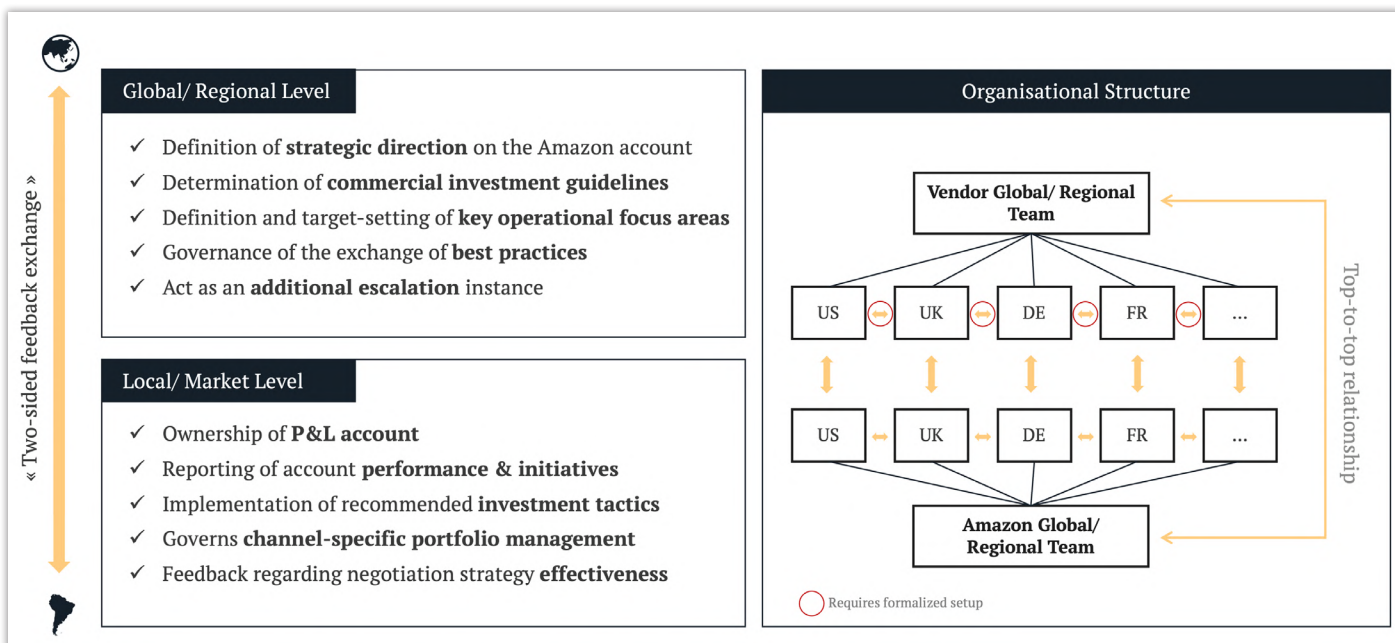 « Two-sided feedback exchange »
Global/ Regional Level
✓ Definition of strategic direction on the Amazon account
✓ Determination of commercial investment guidelines
✓ Definition and target-setting of key operational focus areas
✓ Governance of the exchange of best practices
✓ Act as an additional escalation instance
Local/ Market Level
✓ Ownership of P&L account
✓ Reporting of account performance & initiatives
✓ Implementation of recommended investment tactics
✓ Governs channel-specific portfolio management
✓ Feedback regarding negotiation strategy effectiveness
Organisational Structure
Vendor Global/ Regional
Team
US UK DE FR ...
US UK DE FR ...
Amazon Global/
Regional Team
Top-to-top relationship
Requires formalized setup